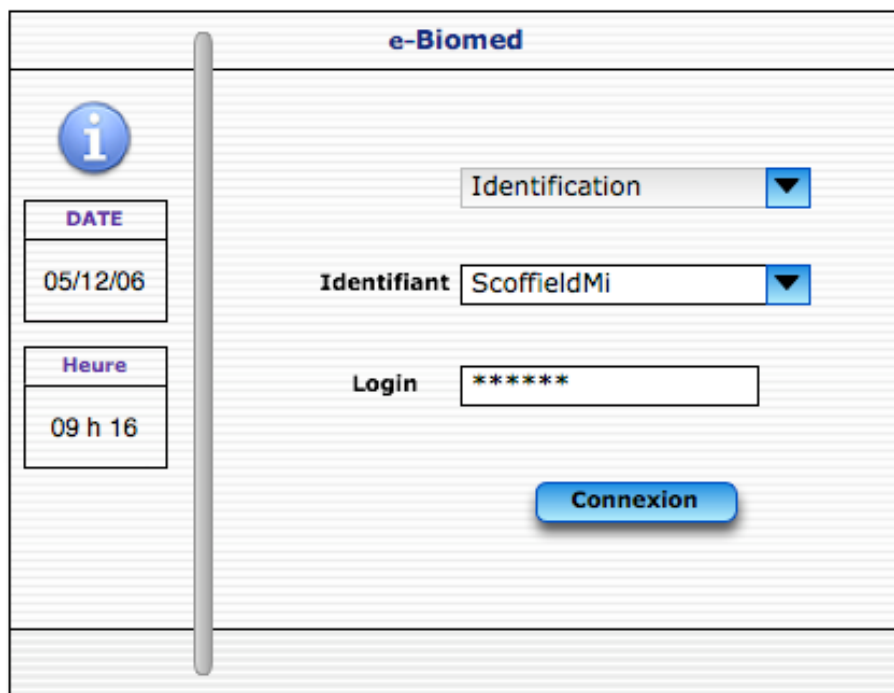 e-Biomed
i
DATE
05/12/06
Heure
09 h 16
Identification
Identifiant ScoffieldMi
Login ******
Connexion